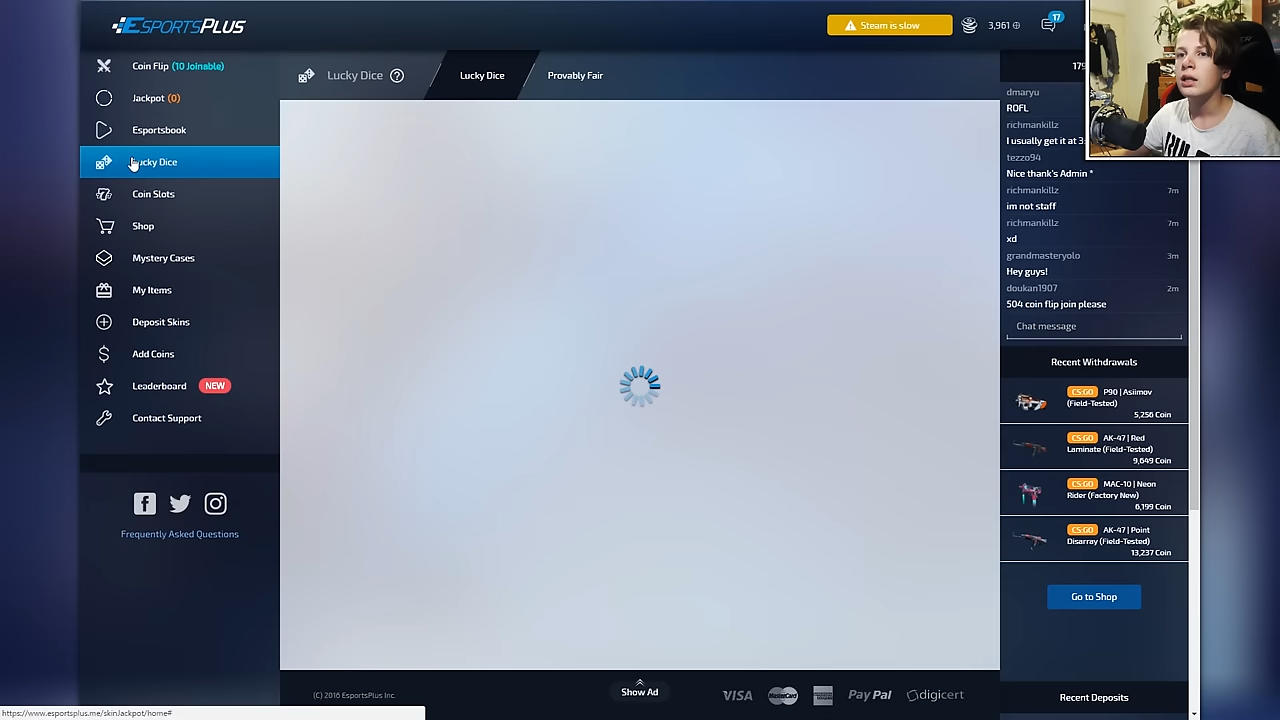 ESPORTSPLUS
Steam is slow
3,961
17
Coin Flip (10 Joinable)
Jackpot (0)
Esportsbook
Lucky Dice
Coin Slots
Shop
Mystery Cases
My Items
Deposit Skins
Add Coins
Leaderboard NEW
Contact Support
Frequently Asked Questions
Lucky Dice ?
Lucky Dice
Provably Fair
179
dmaryu
ROFL
richmankillz
I usually get it at 3
tezzo94
Nice thank's Admin *
richmankillz 7m
im not staff
richmankillz 7m
xd
grandmasteryolo 3m
Hey guys!
doukan1907 2m
504 coin flip join please
Chat message
Recent Withdrawals
CS:GO P90 | Asiimov
(Field-Tested)
5,256 Coin
CS:GO AK-47 | Red
Laminate (Field-Tested)
9,649 Coin
CS:GO MAC-10 | Neon
Rider (Factory New)
6,199 Coin
CS:GO AK-47 | Point
Disarray (Field-Tested)
13,237 Coin
Go to Shop
Recent Deposits
(C) 2016 EsportsPlus Inc.
Show Ad
VISA
MasterCard
PayPal
digicert
https://www.esportsplus.me/skinJackpot/home#